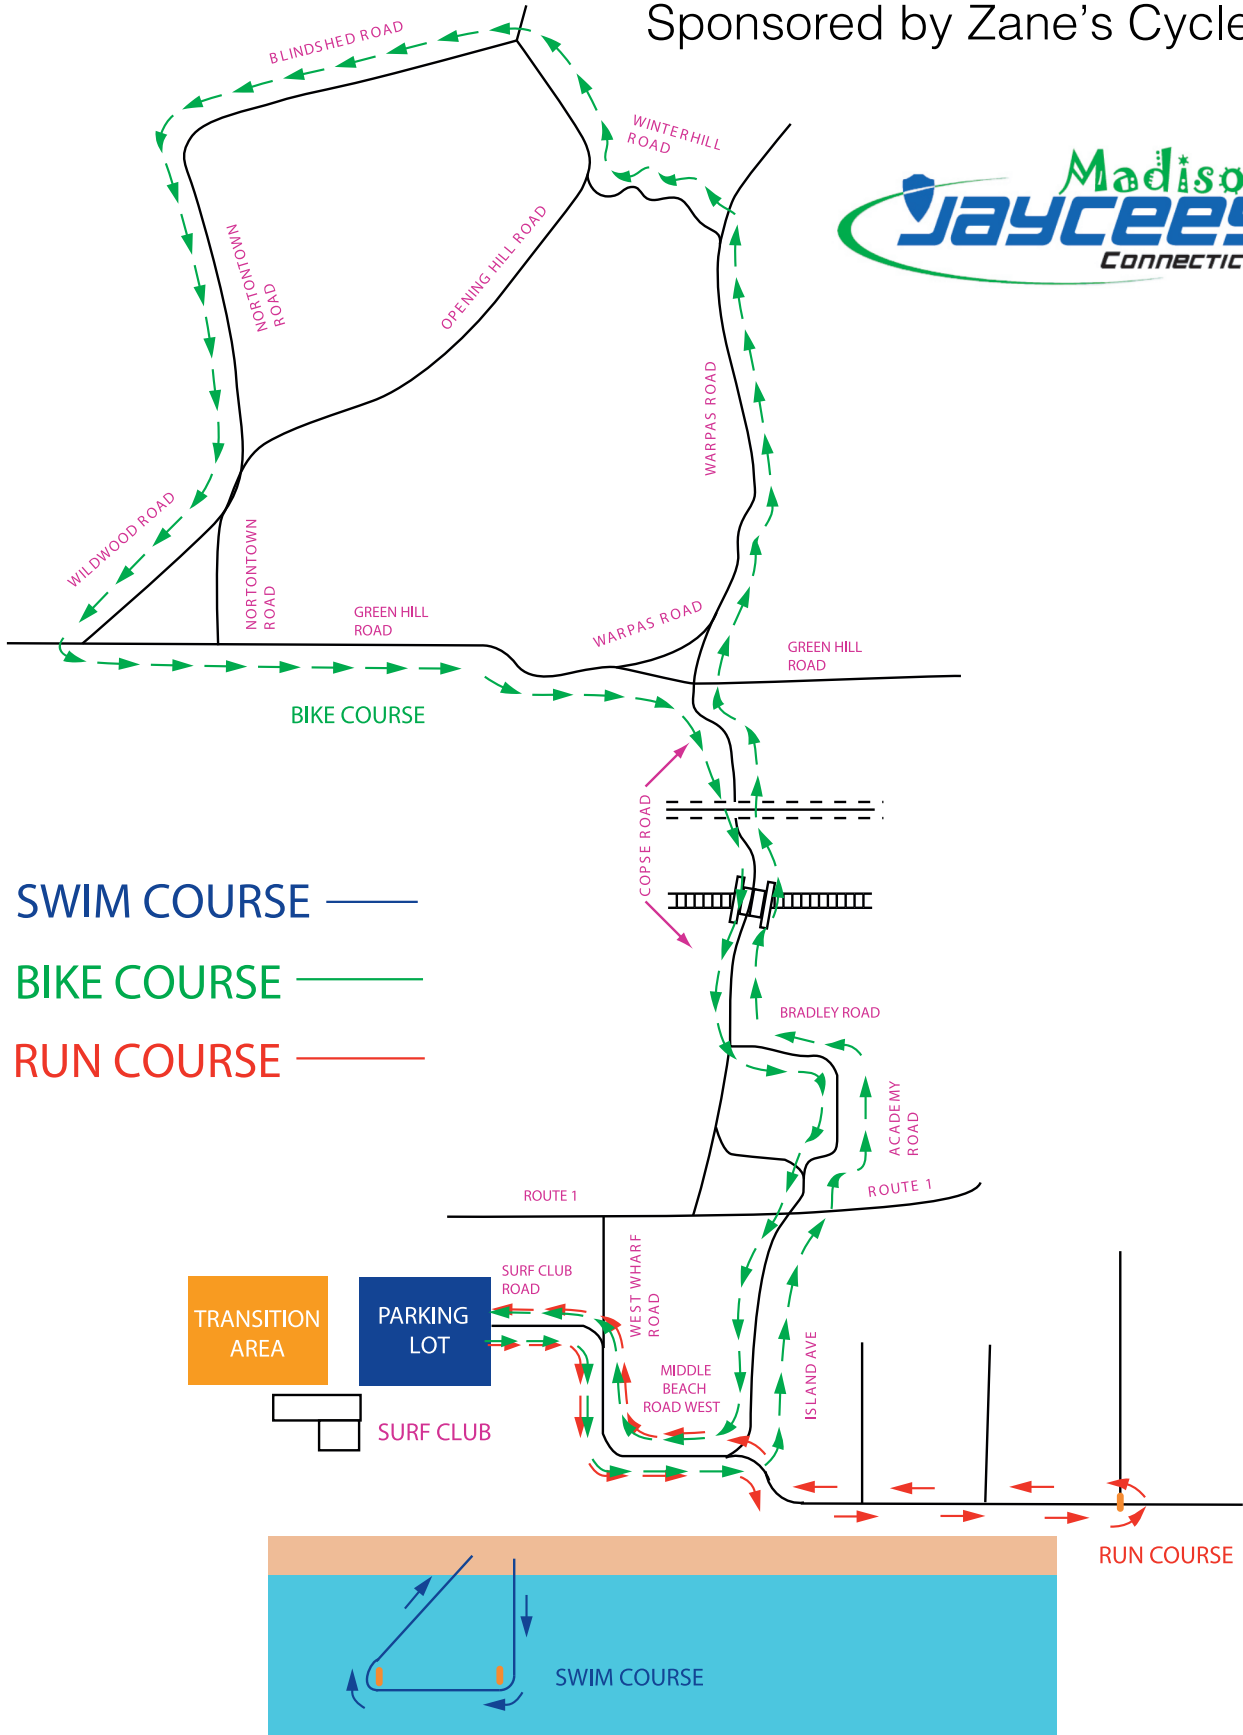 Sponsored by Zane's Cycle
BLINDSHED ROAD
WINTERHILL
ROAD
Madiso
JAYCEES
CONNECTIC
NORTONTOWN
ROAD
OPENING HILL ROAD
WARPAS ROAD
WILDWOOD ROAD
NORTONTOWN
ROAD
GREEN HILL
ROAD
WARPAS ROAD
GREEN HILL
ROAD
BIKE COURSE
COPSE ROAD
SWIM COURSE
BIKE COURSE
RUN COURSE
BRADLEY ROAD
ACADEMY
ROAD
ROUTE 1
ROUTE 1
SURF CLUB
ROAD
WEST WHARF
ROAD
TRANSITION
AREA
PARKING
LOT
MIDDLE
BEACH
ROAD WEST
ISLAND AVE
SURF CLUB
RUN COURSE
SWIM COURSE